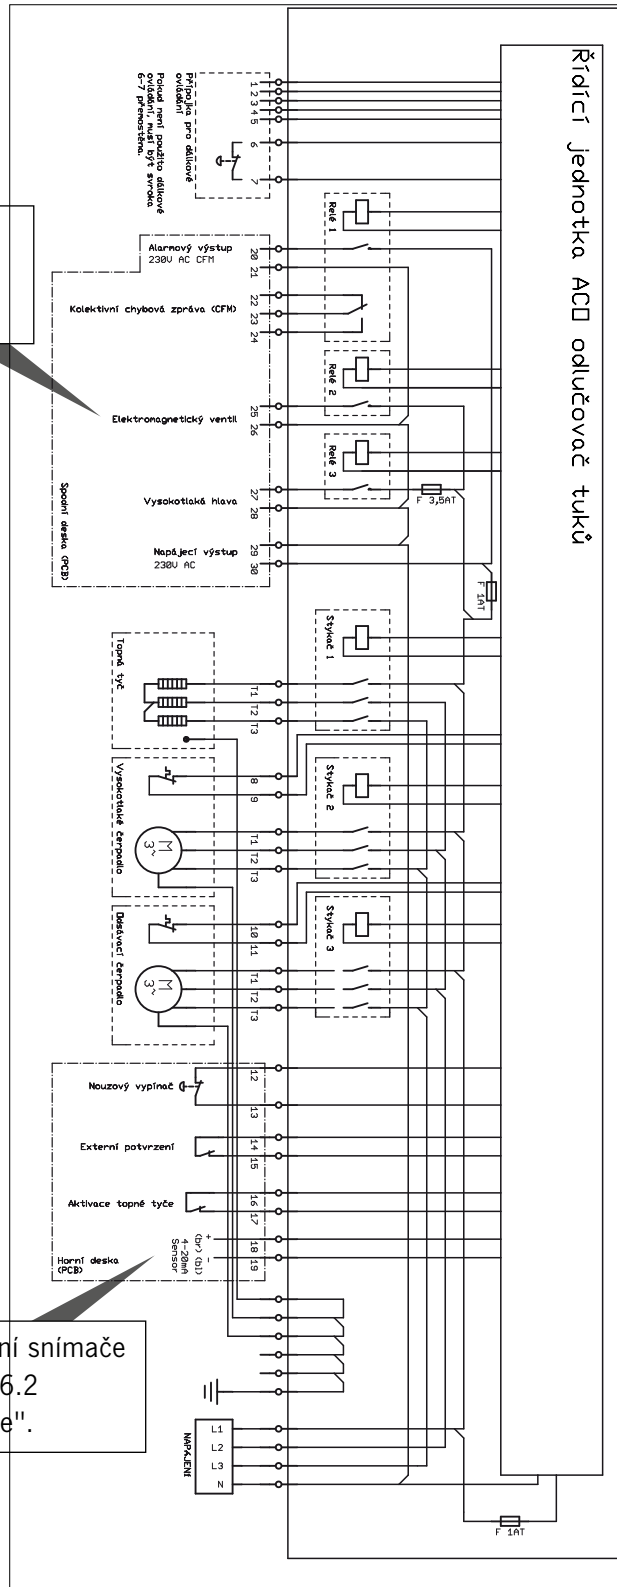 Řídící jednotka ACO odlučovač tuků
1
2
3
4
5
6
7
Přípojka pro dálkové
ovládání
Pokud není použito dálkové
ovládání, musí být svroka
6-7 přemostěna.
Relé 1
Alarmový výstup
230V AC CFM
20
21
Kolektivní chybová zpráva (CFM)
22
23
24
Relé 2
Elektromagnetický ventil
25
26
Relé 3
Vysokotlaká hlava
27
28
F 3,5AT
Napájecí výstup
230V AC
29
30
Spodní deska (PCB)
F 1AT
Stykač 1
Topná tyč
T1
T2
T3
Stykač 2
Vysokotlaké čerpadlo
8
9
M
3~
T1
T2
T3
Stykač 3
Odsávací čerpadlo
10
11
M
3~
T1
T2
T3
Nouzový vypínač
12
13
Externí potvrzení
14
15
Aktivace topné tyče
16
17
+
-
18
19
(br) (bl)
4-20mA
Sensor
Horní deska
(PCB)
ní snímače
6.2
e".
NAPÁJENÍ
L1
L2
L3
N
F 1AT